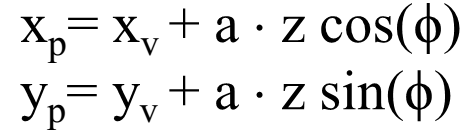 xₚ= xᵥ + a · z cos(ϕ)
yₚ= yᵥ + a · z sin(ϕ)